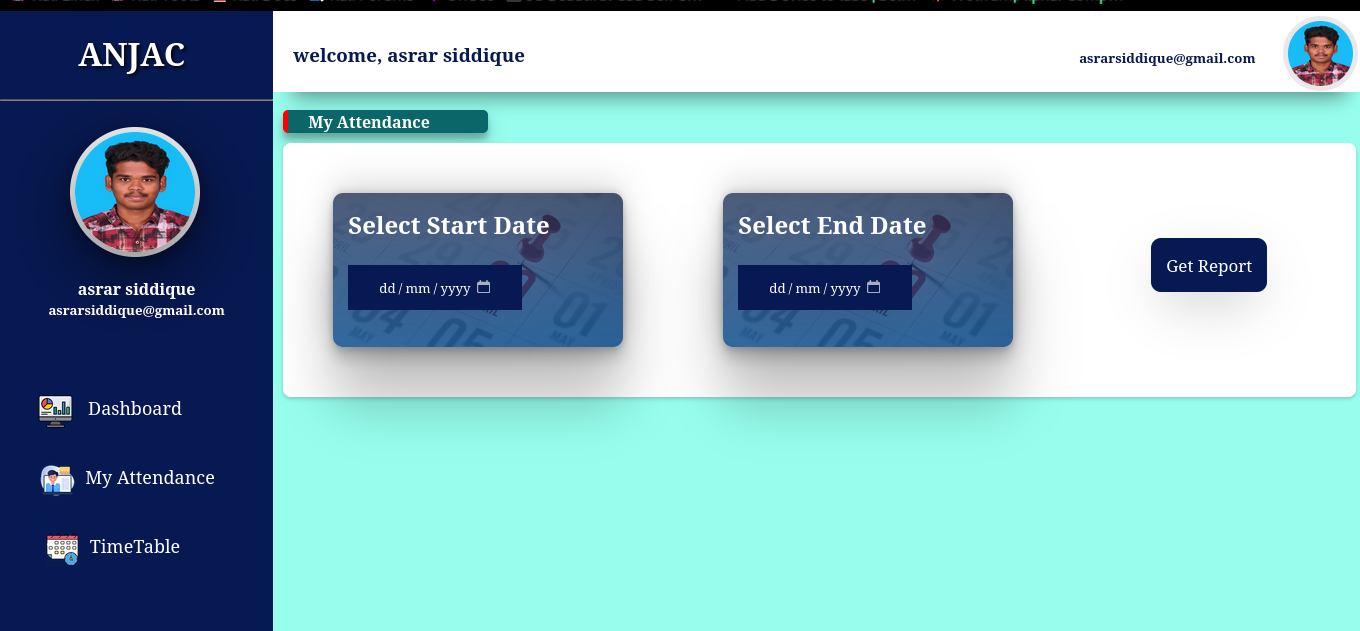 ANJAC
welcome, asrar siddique
asrarsiddique@gmail.com
My Attendance
asrar siddique
asrarsiddique@gmail.com
Dashboard
My Attendance
TimeTable
Select Start Date
dd / mm / yyyy
Select End Date
dd / mm / yyyy
Get Report